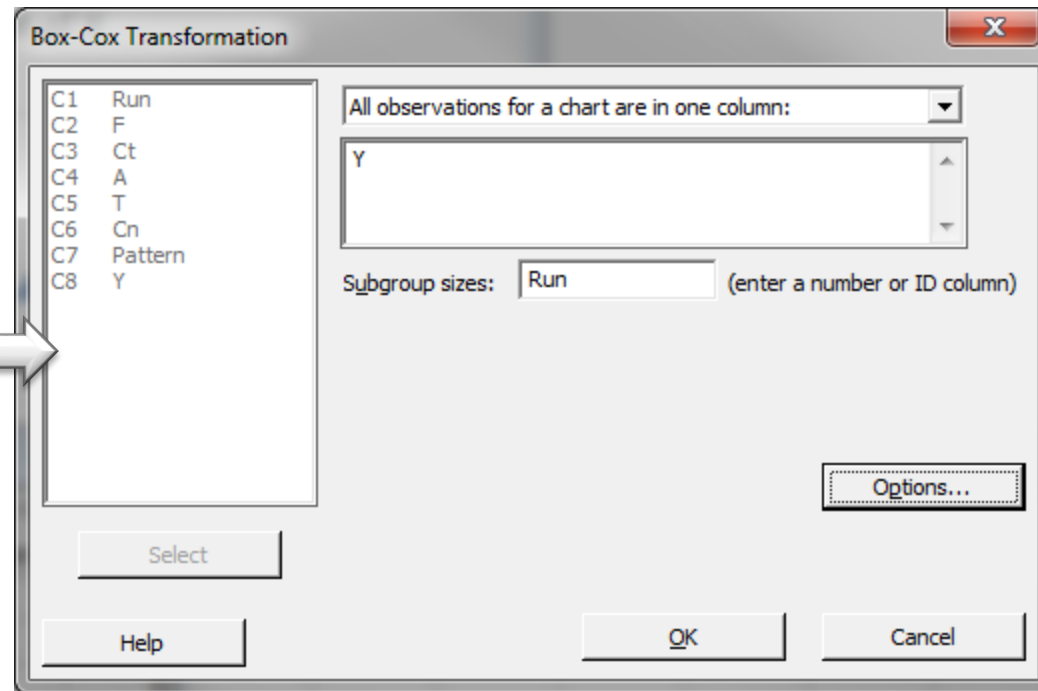 Box-Cox Transformation
C1 Run
C2 F
C3 Ct
C4 A
C5 T
C6 Cn
C7 Pattern
C8 Y
All observations for a chart are in one column:
Y
Subgroup sizes: Run (enter a number or ID column)
Options...
Select
Help
OK
Cancel